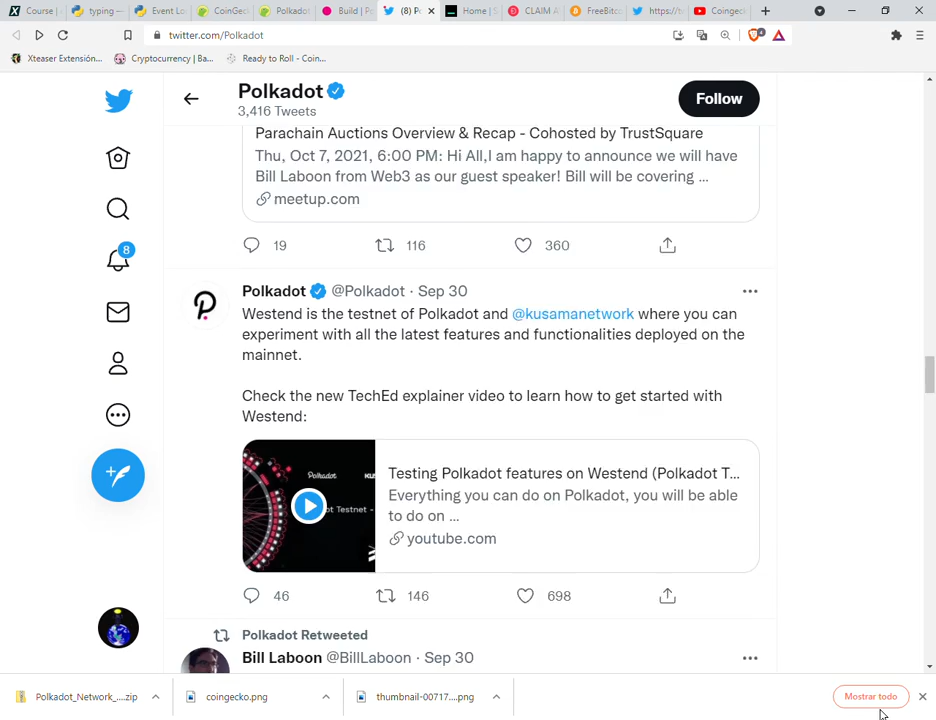 Course
typing —
Event Lo
CoinGec
Polkado
Build | P
(8) Po
Home | S
CLAIM A
FreeBitc
https://t
Coingec
twitter.com/Polkadot
4
Xteaser Extensión...
Cryptocurrency | Ba...
Ready to Roll - Coin...
Polkadot
3,416 Tweets
Follow
Parachain Auctions Overview & Recap - Cohosted by TrustSquare
Thu, Oct 7, 2021, 6:00 PM: Hi All,I am happy to announce we will have
Bill Laboon from Web3 as our guest speaker! Bill will be covering ...
meetup.com
19 116 360
8
Polkadot @Polkadot · Sep 30
Westend is the testnet of Polkadot and @kusamanetwork where you can
experiment with all the latest features and functionalities deployed on the
mainnet.
Check the new TechEd explainer video to learn how to get started with
Westend:
Polkadot KU
ot Testnet -
Testing Polkadot features on Westend (Polkadot T...
Everything you can do on Polkadot, you will be able
to do on ...
youtube.com
46 146 698
Polkadot Retweeted
Bill Laboon @BillLaboon · Sep 30
Polkadot_Network_....zip
coingecko.png
thumbnail-00717....png
Mostrar todo